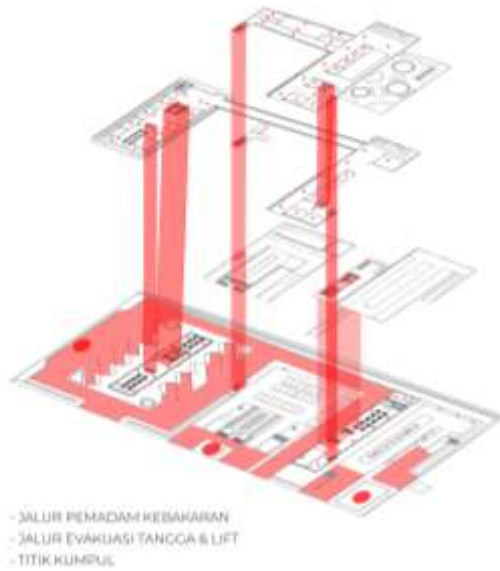 - JALUR PEMADAM KEBAKARAN
- JALUR EVAKUASI TANGGA & LIFT
- TITIK KUMPUL